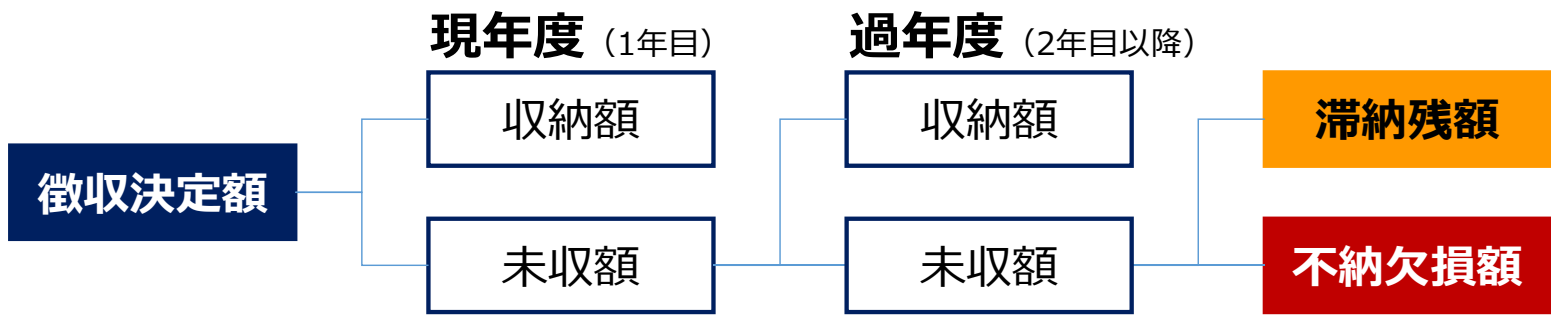 現年度（1年目）
過年度（2年目以降）
収納額
収納額
滞納残額
徴収決定額
未収額
未収額
不納欠損額